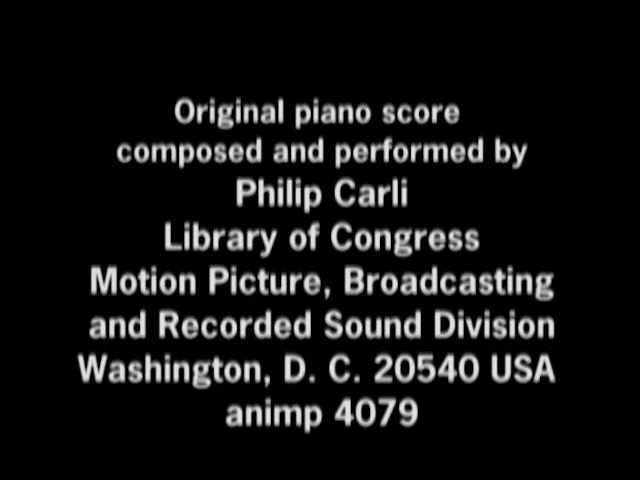 Original piano score
composed and performed by
Philip Carli
Library of Congress
Motion Picture, Broadcasting
and Recorded Sound Division
Washington, D. C. 20540 USA
animp 4079